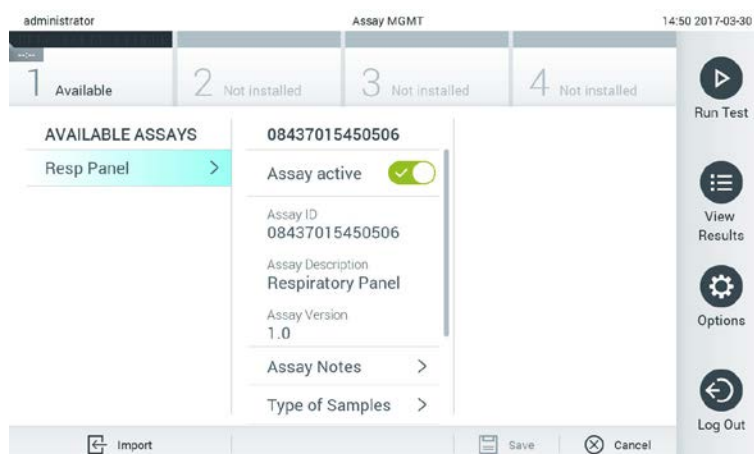 administrator Assay MGMT 14:50 2017-03-30
--:--
1 Available 2 Not installed 3 Not installed 4 Not installed
Run Test
AVAILABLE ASSAYS 08437015450506
Resp Panel > Assay active
View
Results
Assay ID
08437015450506
Assay Description
Respiratory Panel
Options
Assay Version
1.0
Assay Notes >
Type of Samples >
Log Out
Import Save Cancel